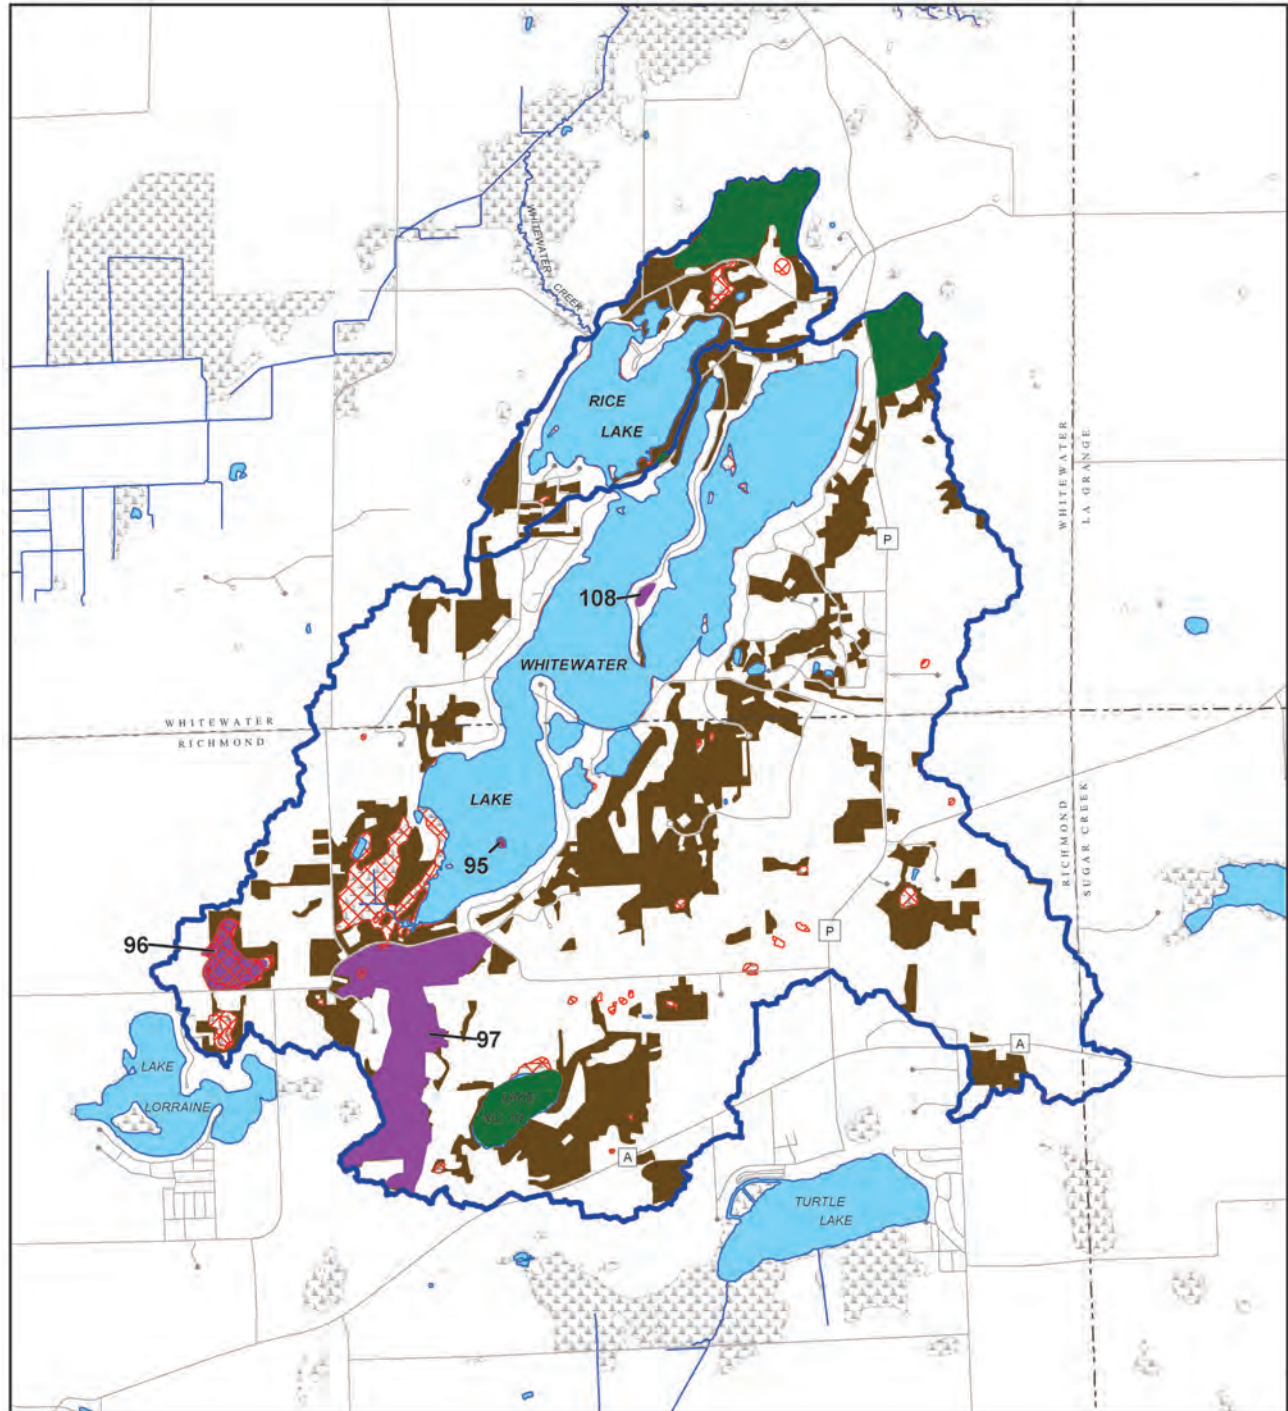 WHITEWATER CREEK
RICE
LAKE
WHITEWATER
LA GRANGE
P
108
WHITEWATER
WHITEWATER
RICHMOND
LAKE
95
RICHMOND
SUGAR CREEK
96
P
97
A
LAKE
LORRAINE
A
TURTLE
LAKE